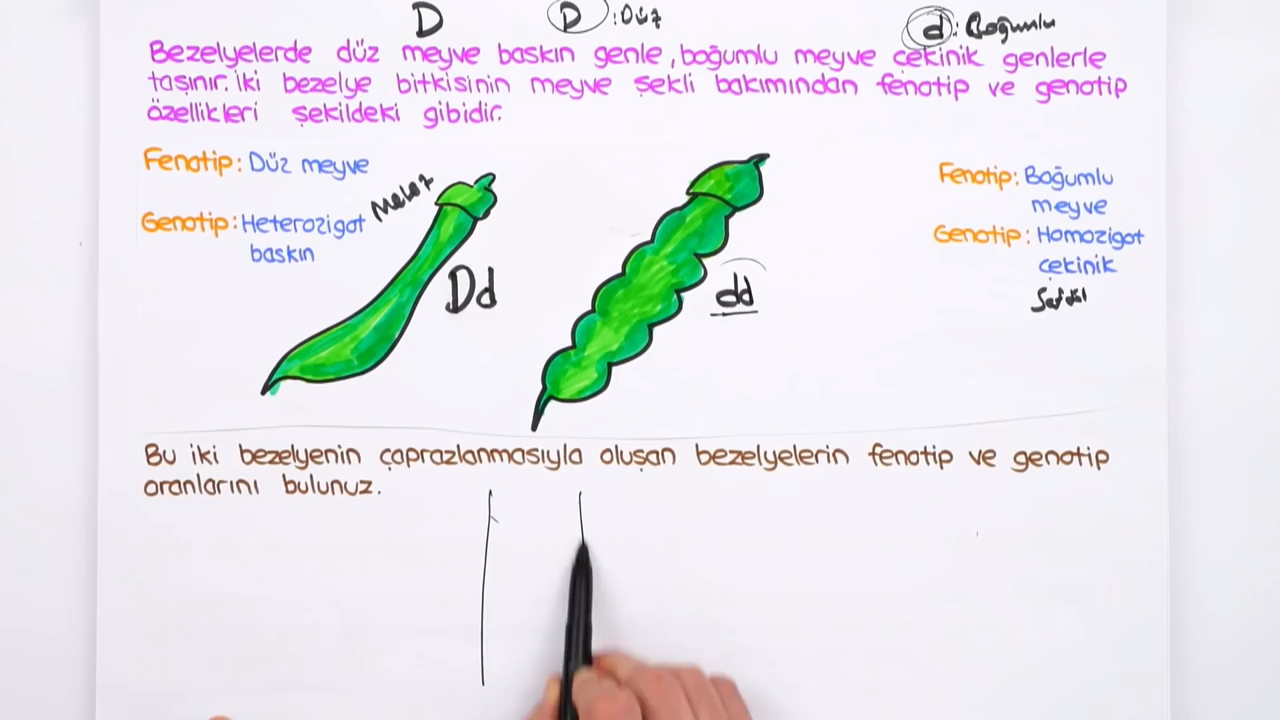 D D :Düz d: Boğumlu
Bezelyelerde düz meyve baskın genle, boğumlu meyve çekinik genlerle
taşınır. İki bezelye bitkisinin meyve şekli bakımından fenotip ve genotip
özellikleri şekildeki gibidir.
Fenotip: Düz meyve
Genotip: Heterozigot
baskın
Melez
Dd
dd
Fenotip: Boğumlu
meyve
Genotip: Homozigot
çekinik
Bu iki bezelyenin çaprazlanmasıyla oluşan bezelyelerin fenotip ve genotip
oranlarını bulunuz.